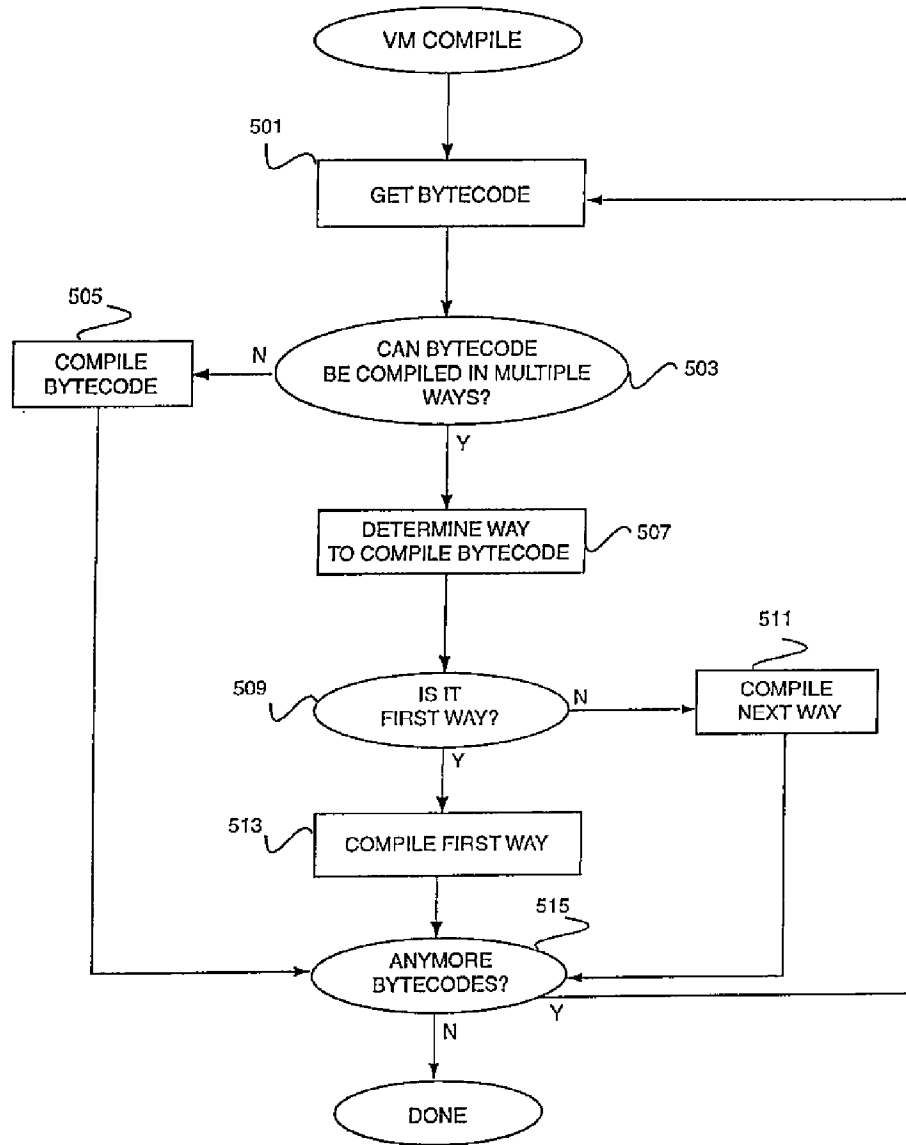 VM COMPILE
501
GET BYTECODE
505
COMPILE
BYTECODE
N
CAN BYTECODE
BE COMPILED IN MULTIPLE
WAYS?
503
Y
DETERMINE WAY
TO COMPILE BYTECODE
507
511
509
IS IT
FIRST WAY?
N
COMPILE
NEXT WAY
Y
513
COMPILE FIRST WAY
515
ANYMORE
BYTECODES?
N
Y
DONE